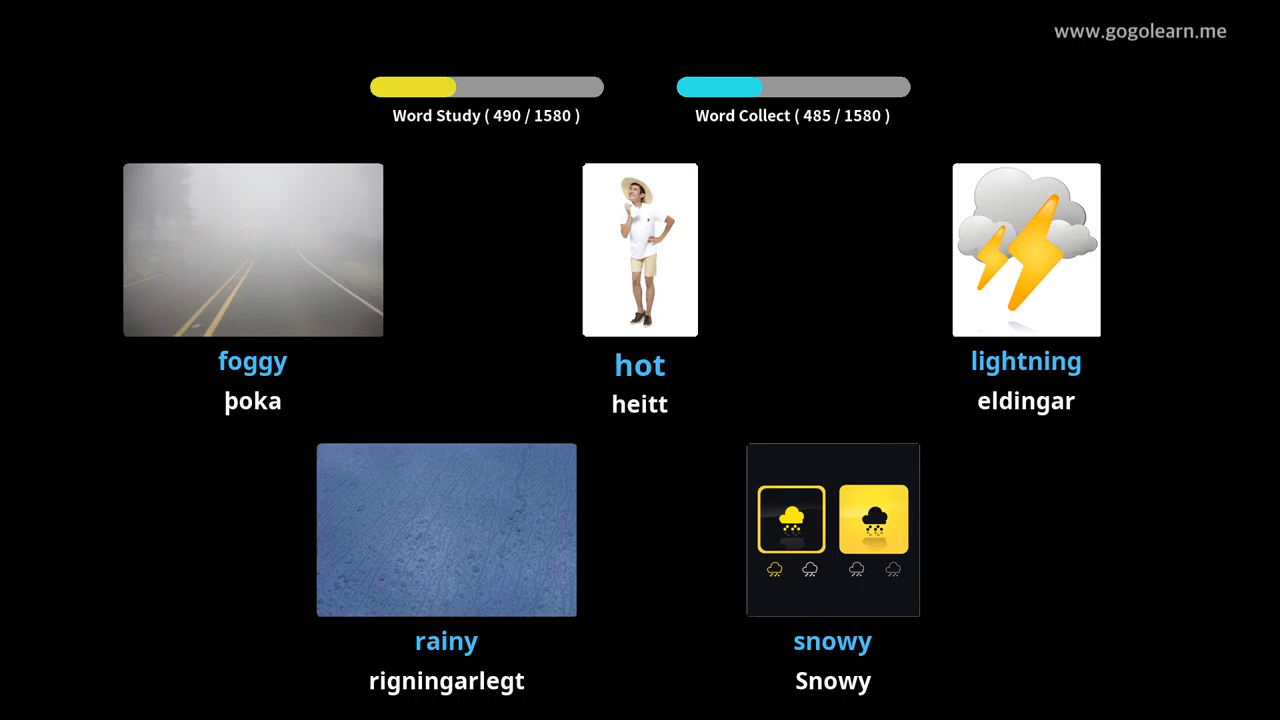 www.gogolearn.me
Word Study ( 490 / 1580 )
Word Collect ( 485 / 1580 )
foggy
hot
lightning
þoka
heitt
eldingar
rainy
snowy
rigningarlegt
Snowy